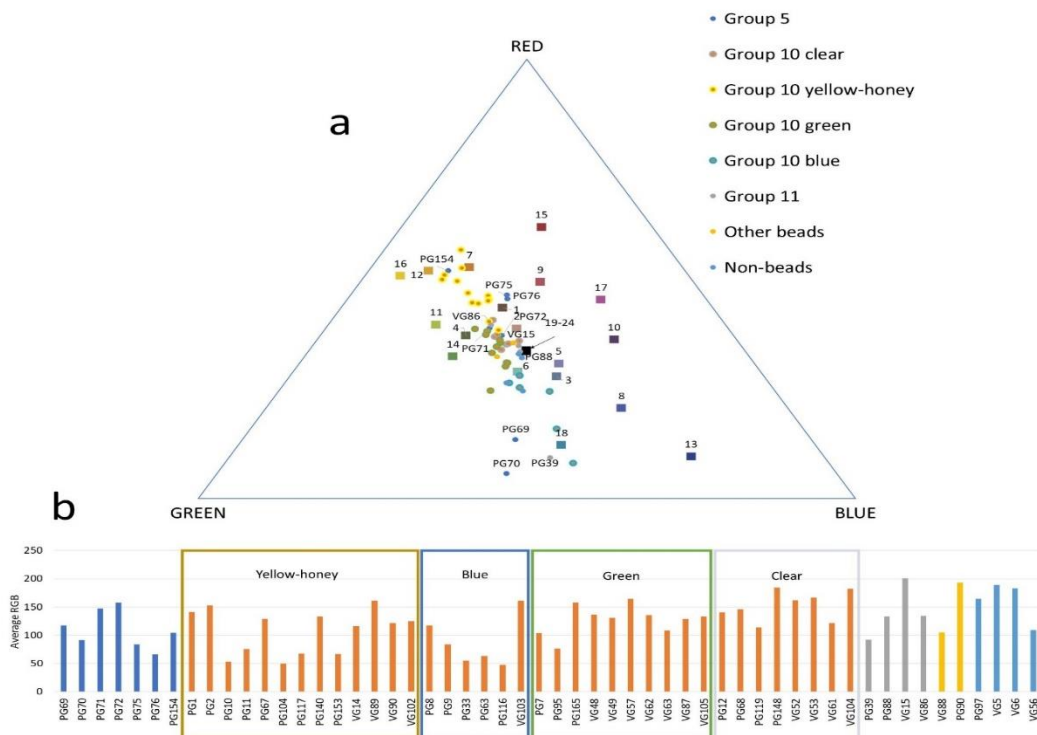 Group 5
RED
Group 10 clear
a
Group 10 yellow-honey
Group 10 green
Group 10 blue
Group 11
15
Other beads
PG154
7
16
12
9
Non-beads
PG75
PG76
17
11
VG86
1
4
2PG72
19-24
10
14
PG71
VG15
PG88
5
6
3
8
PG69
18
13
PG70
PG39
b
GREEN
BLUE
250
200
150
100
50
0
Average RGB
Yellow-honey
Blue
Green
Clear
PG69
PG70
PG71
PG72
PG75
PG76
PG154
PG1
PG2
PG10
PG11
PG67
PG104
PG117
PG140
PG153
VG14
VG89
VG90
VG102
PG8
PG9
PG33
PG63
PG116
VG103
PG7
PG95
PG165
VG48
VG49
VG57
VG62
VG63
VG87
VG105
PG12
PG68
PG119
PG148
VG52
VG53
VG61
VG104
PG39
PG88
VG15
VG86
VG88
PG90
PG97
VG5
VG6
VG56